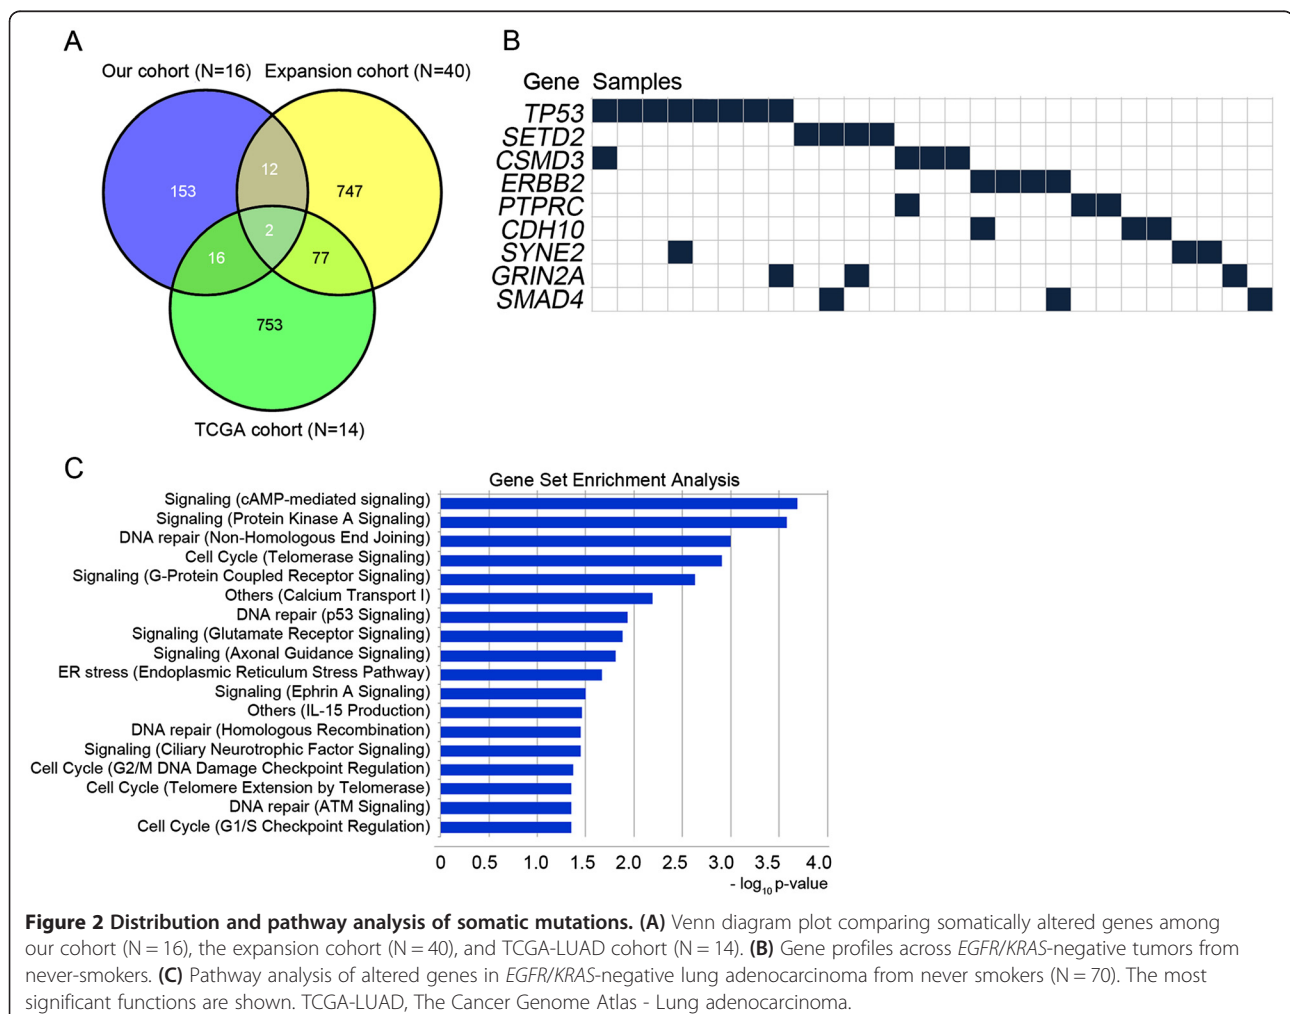 A
Our cohort (N=16) Expansion cohort (N=40)
153
12
747
2
16
77
753
TCGA cohort (N=14)
B
Gene Samples
TP53
SETD2
CSMD3
ERBB2
PTPRC
CDH10
SYNE2
GRIN2A
SMAD4
C
Gene Set Enrichment Analysis
Signaling (cAMP-mediated signaling)
Signaling (Protein Kinase A Signaling)
DNA repair (Non-Homologous End Joining)
Cell Cycle (Telomerase Signaling)
Signaling (G-Protein Coupled Receptor Signaling)
Others (Calcium Transport I)
DNA repair (p53 Signaling)
Signaling (Glutamate Receptor Signaling)
Signaling (Axonal Guidance Signaling)
ER stress (Endoplasmic Reticulum Stress Pathway)
Signaling (Ephrin A Signaling)
Others (IL-15 Production)
DNA repair (Homologous Recombination)
Signaling (Ciliary Neurotrophic Factor Signaling)
Cell Cycle (G2/M DNA Damage Checkpoint Regulation)
Cell Cycle (Telomere Extension by Telomerase)
DNA repair (ATM Signaling)
Cell Cycle (G1/S Checkpoint Regulation)
0 0.5 1.0 1.5 2.0 2.5 3.0 3.5 4.0
- log10 p-value
Figure 2 Distribution and pathway analysis of somatic mutations. (A) Venn diagram plot comparing somatically altered genes among
our cohort (N = 16), the expansion cohort (N = 40), and TCGA-LUAD cohort (N = 14). (B) Gene profiles across EGFR/KRAS-negative tumors from
never-smokers. (C) Pathway analysis of altered genes in EGFR/KRAS-negative lung adenocarcinoma from never smokers (N = 70). The most
significant functions are shown. TCGA-LUAD, The Cancer Genome Atlas - Lung adenocarcinoma.